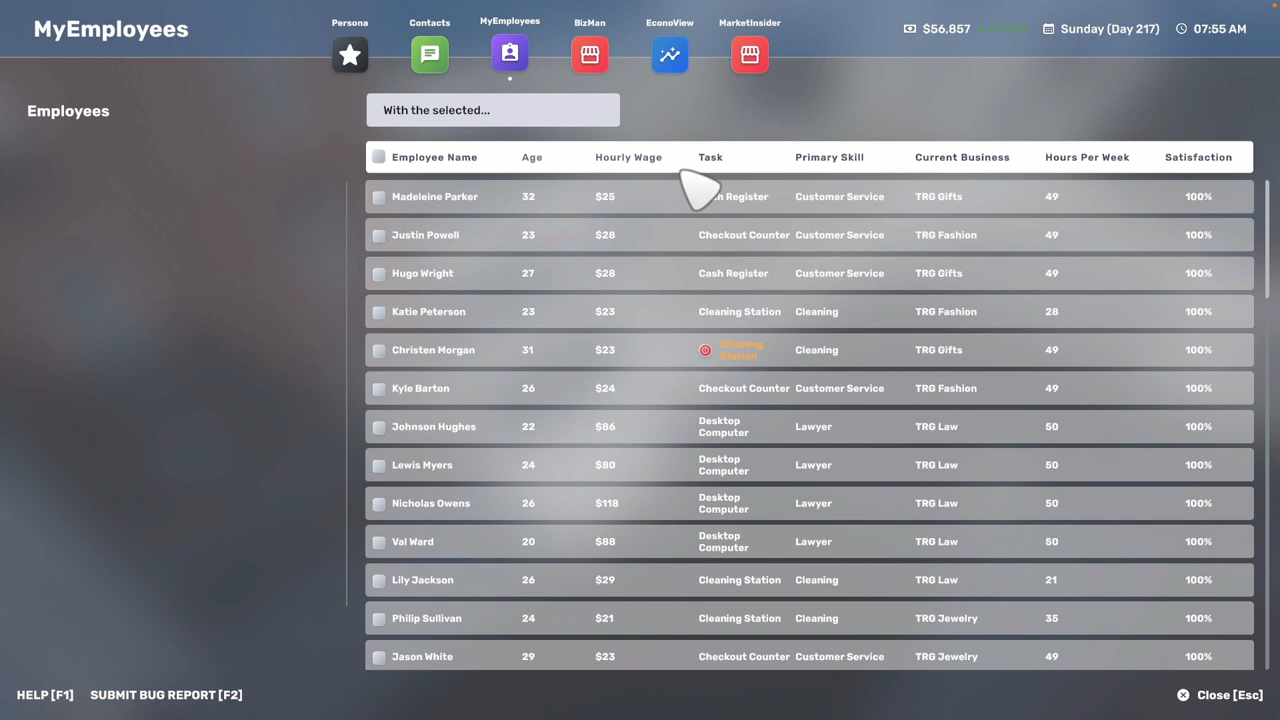 MyEmployees
Persona
Contacts
MyEmployees
BizMan
EconoView
MarketInsider
$56,857
Sunday (Day 217)
07:55 AM
Employees
With the selected...
Employee Name Age Hourly Wage Task Primary Skill Current Business Hours Per Week Satisfaction
Madeleine Parker 32 $25 Register Customer Service TRG Gifts 49 100%
Justin Powell 23 $28 Checkout Counter Customer Service TRG Fashion 49 100%
Hugo Wright 27 $28 Cash Register Customer Service TRG Gifts 49 100%
Katie Peterson 23 $23 Cleaning Station Cleaning TRG Fashion 28 100%
Christen Morgan 31 $23 Cleaning Station Cleaning TRG Gifts 49 100%
Kyle Barton 26 $24 Checkout Counter Customer Service TRG Fashion 49 100%
Johnson Hughes 22 $86 Desktop Computer Lawyer TRG Law 50 100%
Lewis Myers 24 $80 Desktop Computer Lawyer TRG Law 50 100%
Nicholas Owens 26 $118 Desktop Computer Lawyer TRG Law 50 100%
Val Ward 20 $88 Desktop Computer Lawyer TRG Law 50 100%
Lily Jackson 26 $29 Cleaning Station Cleaning TRG Law 21 100%
Philip Sullivan 24 $21 Cleaning Station Cleaning TRG Jewelry 35 100%
Jason White 29 $23 Checkout Counter Customer Service TRG Jewelry 49 100%
HELP [F1] SUBMIT BUG REPORT [F2]
Close [Esc]